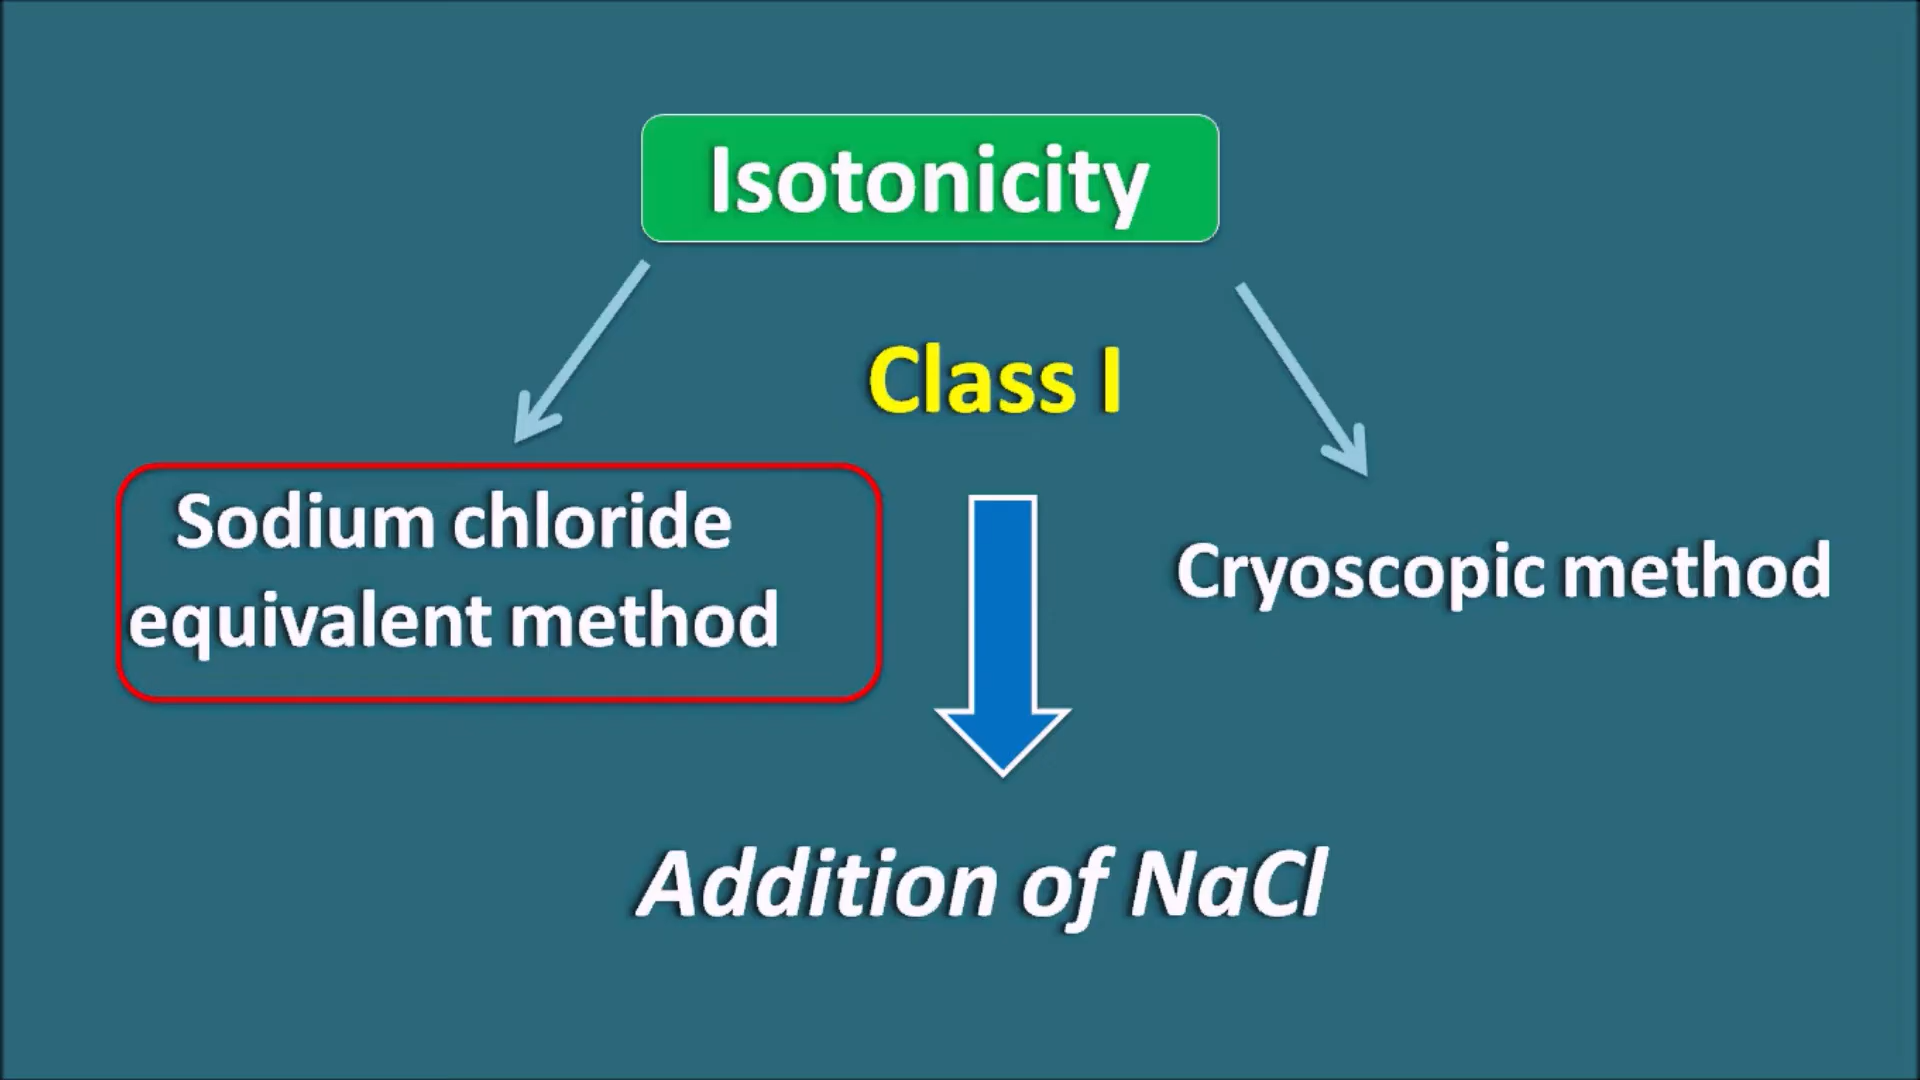 Isotonicity
Class I
Sodium chloride
equivalent method
Cryoscopic method
Addition of NaCl